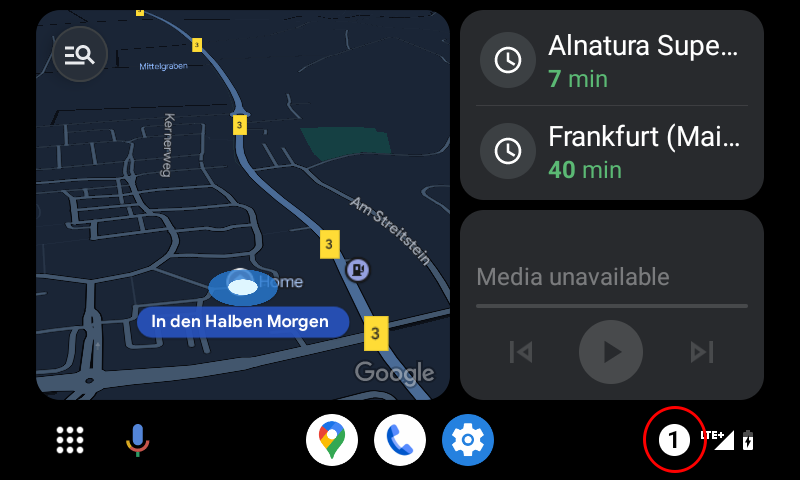 3
3
Mittelgraben
3
Kernerweg
Am Streitstein
3
Home
In den Halben Morgen
3
Google
Alnatura Supe...
7 min
Frankfurt (Mai...
40 min
Media unavailable
1
LTE+